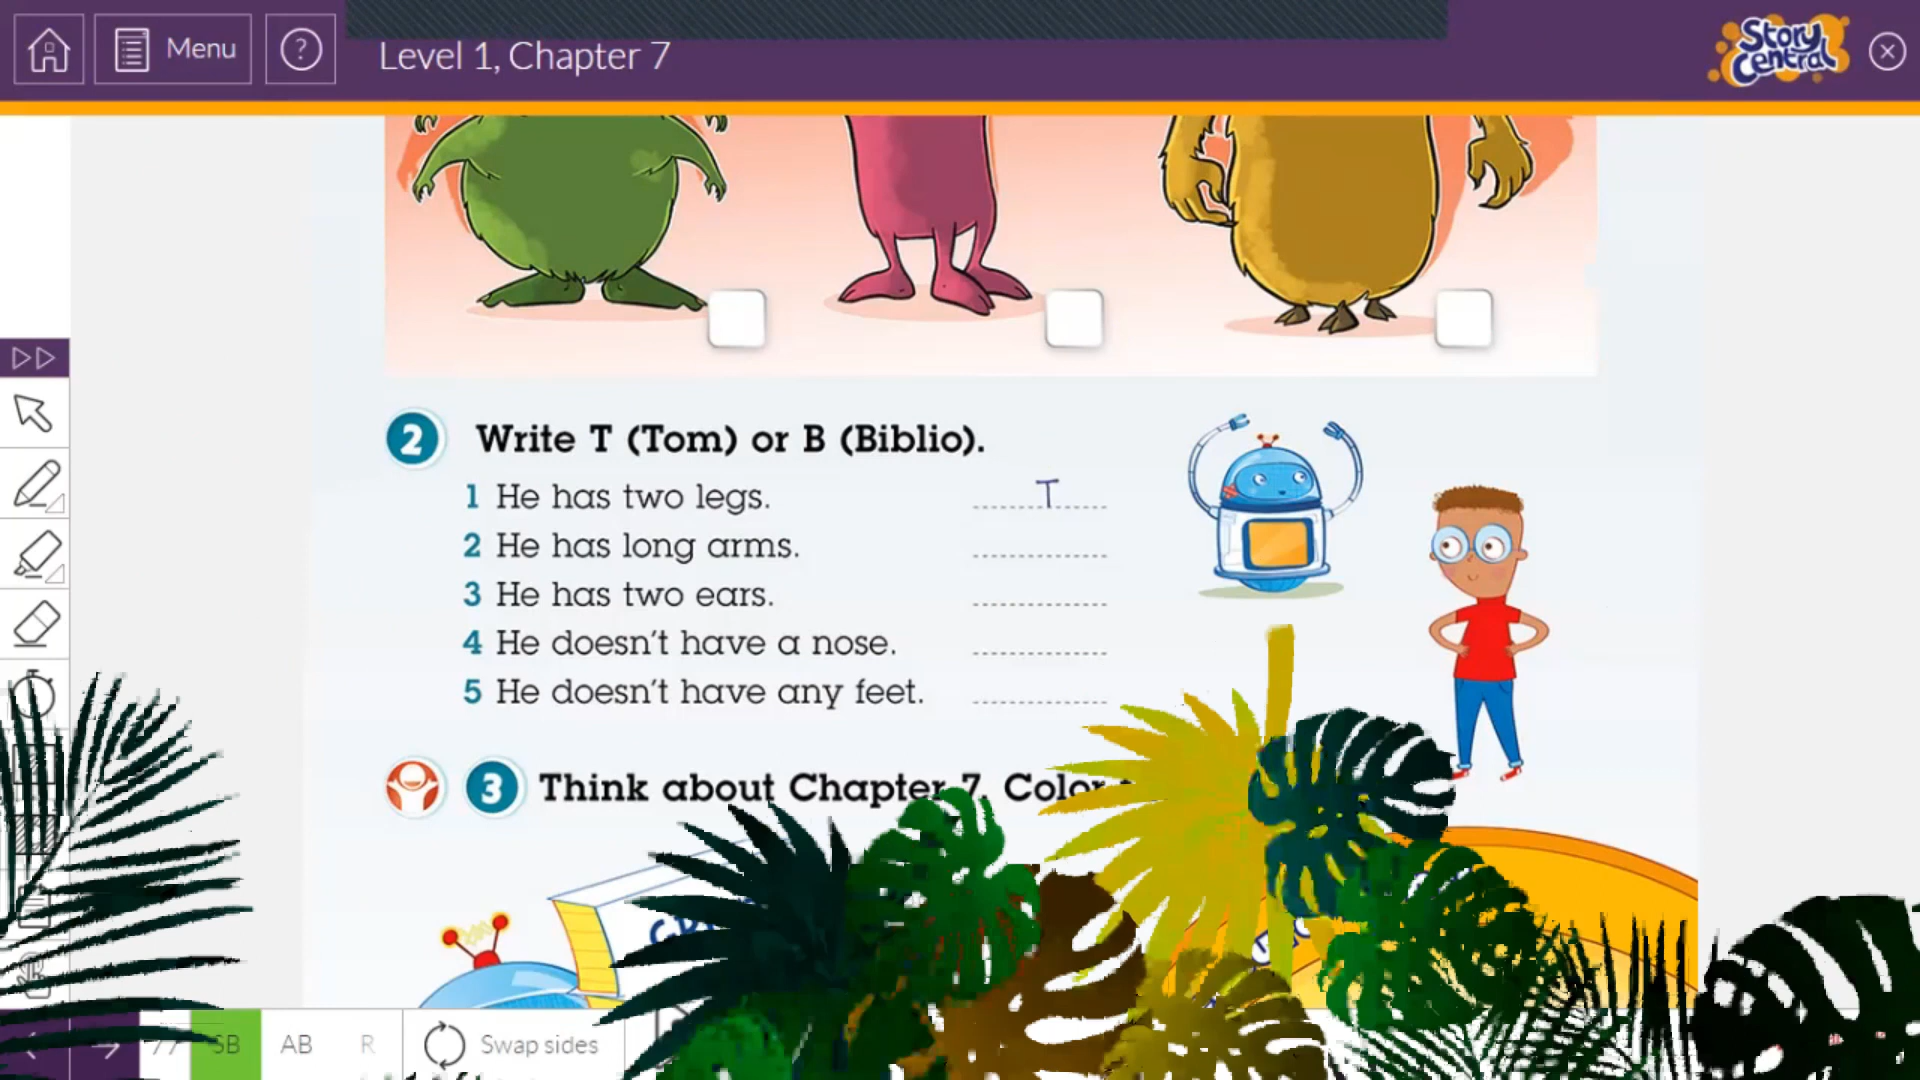 Menu
?
Level 1, Chapter 7
Story Central
2 Write T (Tom) or B (Biblio).
1 He has two legs. T
2 He has long arms.
3 He has two ears.
4 He doesn't have a nose.
5 He doesn't have any feet.
3 Think about Chapter 7. Color
SB AB R Swap sides